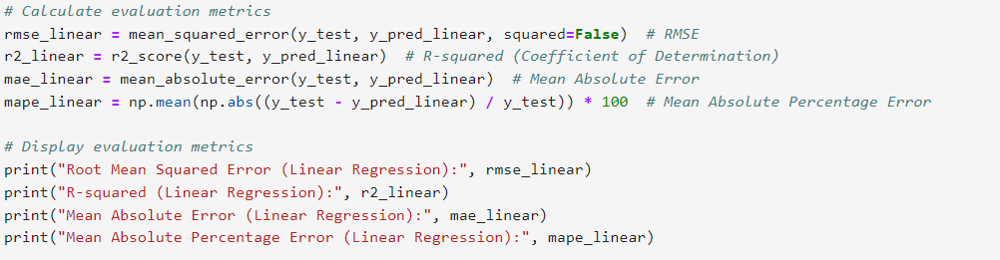 # Calculate evaluation metrics
rmse_linear = mean_squared_error(y_test, y_pred_linear, squared=False)  # RMSE
r2_linear = r2_score(y_test, y_pred_linear)  # R-squared (Coefficient of Determination)
mae_linear = mean_absolute_error(y_test, y_pred_linear)  # Mean Absolute Error
mape_linear = np.mean(np.abs((y_test - y_pred_linear) / y_test)) * 100  # Mean Absolute Percentage Error
# Display evaluation metrics
print("Root Mean Squared Error (Linear Regression):", rmse_linear)
print("R-squared (Linear Regression):", r2_linear)
print("Mean Absolute Error (Linear Regression):", mae_linear)
print("Mean Absolute Percentage Error (Linear Regression):", mape_linear)